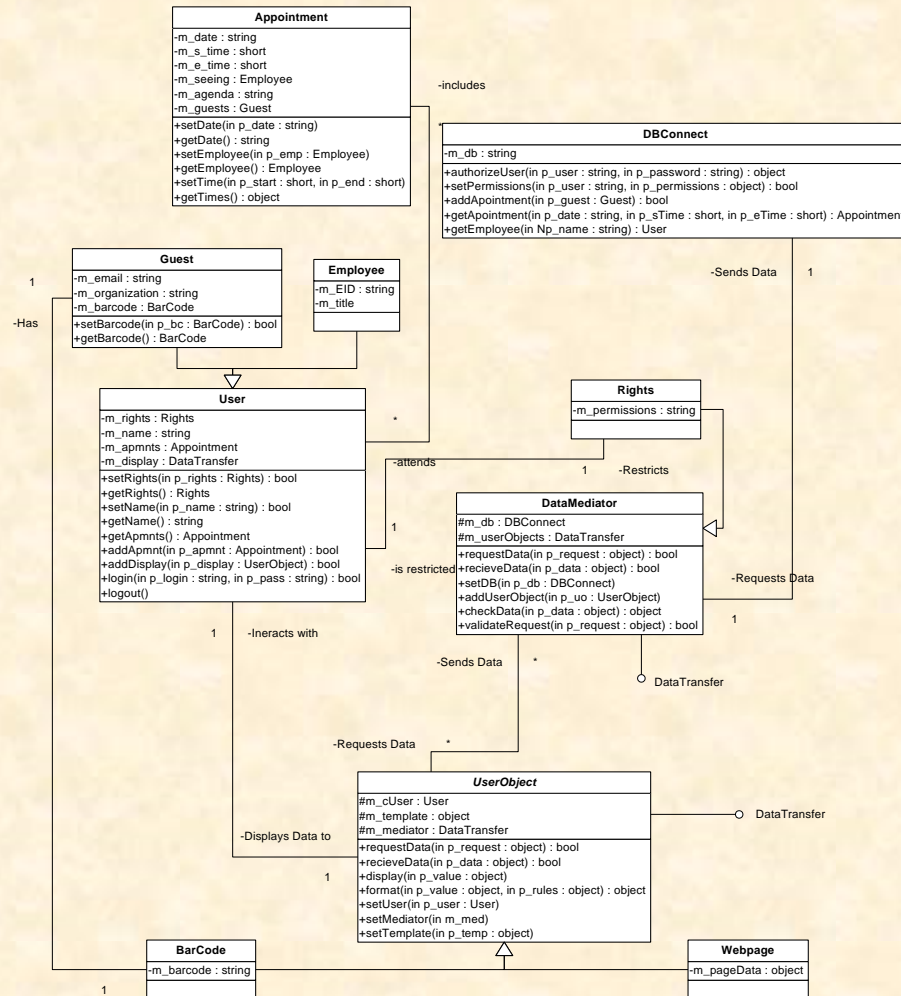 Appointment
-m_date : string
-m_s_time : short
-m_e_time : short
-m_seeing : Employee
-m_agenda : string
-m_guests : Guest
+setDate(in p_date : string)
+getDate() : string
+setEmployee(in p_emp : Employee)
+getEmployee() : Employee
+setTime(in p_start : short, in p_end : short)
+getTimes() : object
-includes
*
DBConnect
-m_db : string
+authorizeUser(in p_user : string, in p_password : string) : object
+setPermissions(in p_user : string, in p_permissions : object) : bool
+addApointment(in p_guest : Guest) : bool
+getApointment(in p_date : string, in p_sTime : short, in p_eTime : short) : Appointment
+getEmployee(in Np_name : string) : User
-Sends Data
1
1
-Has
Guest
-m_email : string
-m_organization : string
-m_barcode : BarCode
+setBarcode(in p_bc : BarCode) : bool
+getBarcode() : BarCode
Employee
-m_EID : string
-m_title
User
-m_rights : Rights
-m_name : string
-m_apmnts : Appointment
-m_display : DataTransfer
+setRights(in p_rights : Rights) : bool
+getRights() : Rights
+setName(in p_name : string) : bool
+getName() : string
+getApmnts() : Appointment
+addApmnt(in p_apmnt : Appointment) : bool
+addDisplay(in p_display : UserObject) : bool
+login(in p_login : string, in p_pass : string) : bool
+logout()
*
-attends
Rights
-m_permissions : string
1
-Restricts
1
-is restricted
DataMediator
#m_db : DBConnect
#m_userObjects : DataTransfer
+requestData(in p_request : object) : bool
+recieveData(in p_data : object) : bool
+setDB(in p_db : DBConnect)
+addUserObject(in p_uo : UserObject)
+checkData(in p_data : object) : object
+validateRequest(in p_request : object) : bool
-Requests Data
1
1
-Ineracts with
-Sends Data
*
DataTransfer
-Requests Data
*
UserObject
#m_cUser : User
#m_template : object
#m_mediator : DataTransfer
+requestData(in p_request : object) : bool
+recieveData(in p_data : object) : bool
+display(in p_value : object)
+format(in p_value : object, in p_rules : object) : object
+setUser(in p_user : User)
+setMediator(in m_med)
+setTemplate(in p_temp : object)
DataTransfer
-Displays Data to
1
BarCode
-m_barcode : string
1
Webpage
-m_pageData : object